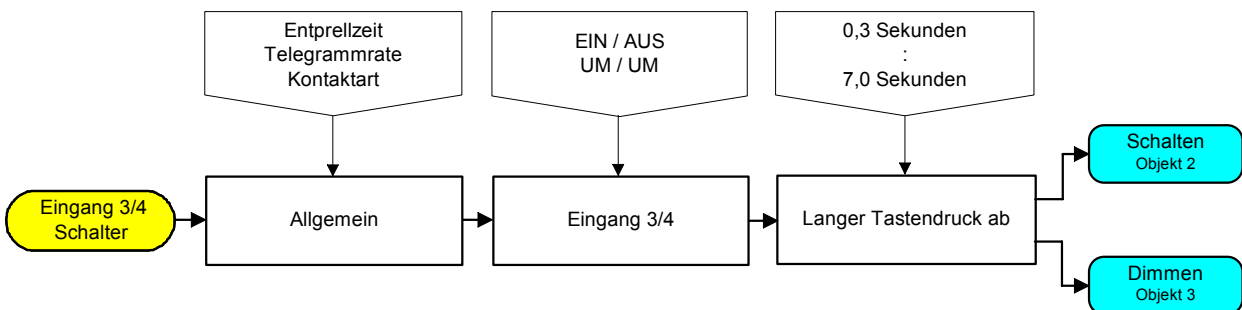 Entprellzeit
Telegrammrate
Kontaktart
EIN / AUS
UM / UM
0,3 Sekunden
:
7,0 Sekunden
Eingang 3/4
Schalter
Allgemein
Eingang 3/4
Langer Tastendruck ab
Schalten
Objekt 2
Dimmen
Objekt 3